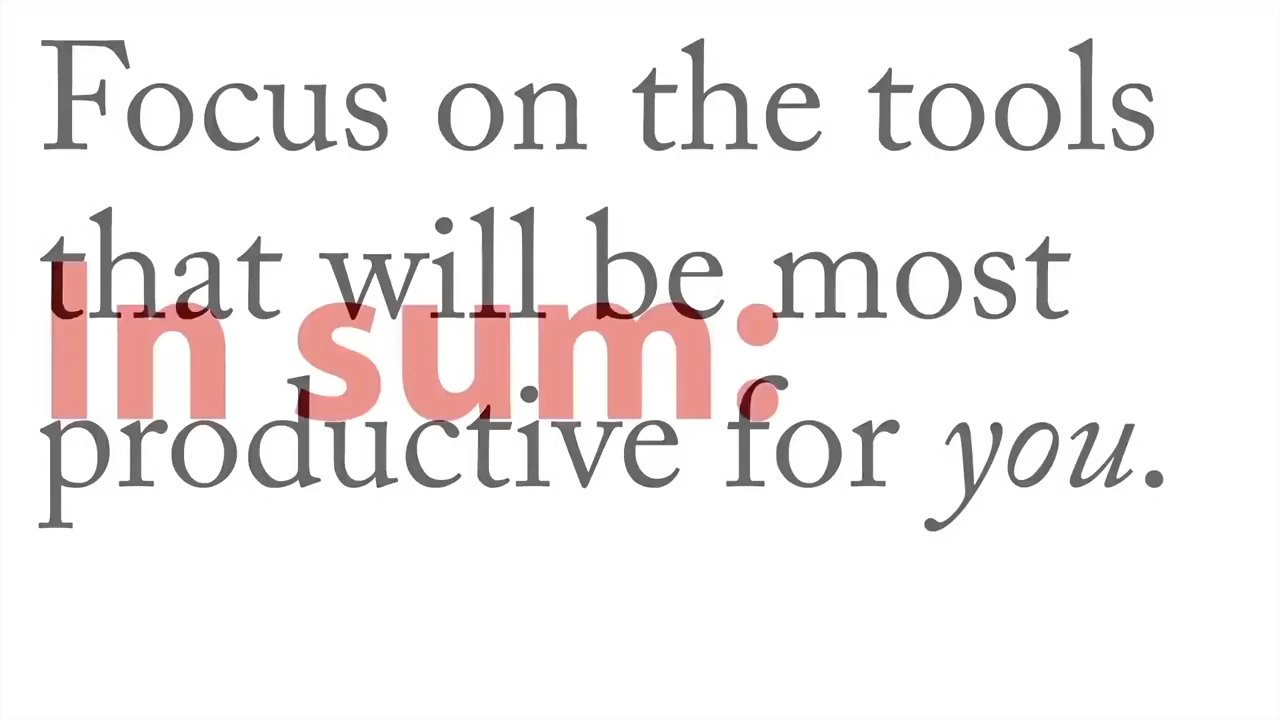 Focus on the tools
that will be most
In sum:
productive for you.